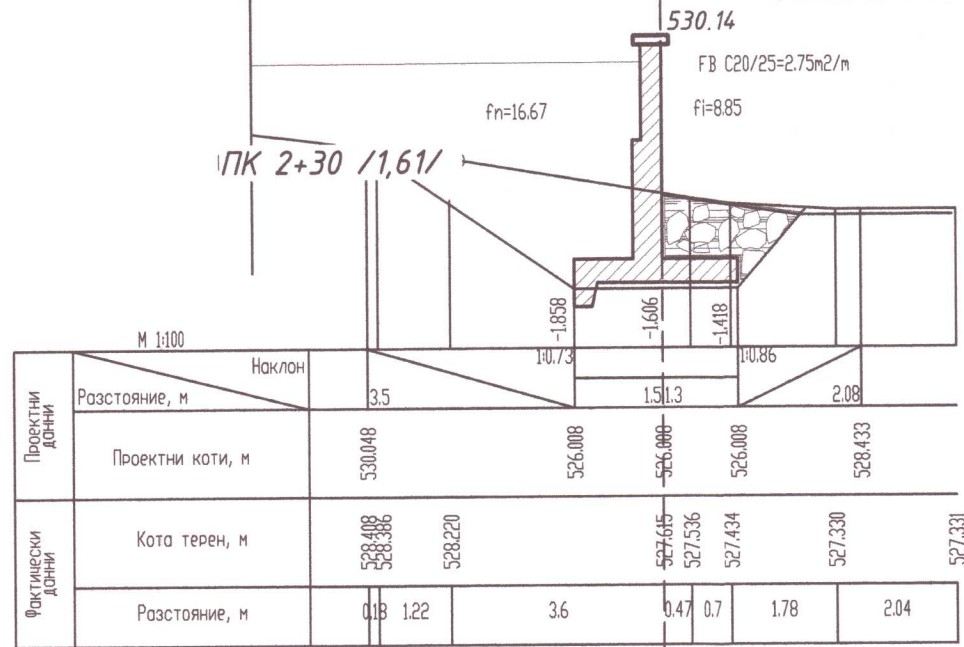 530.14
FB C20/25=2.75m2/m
fn=16.67
fi=8.85
ПК 2+30 /1,61/
-1.858
-1.606
-1.418
М 1:100
Наклон
1:0.73
1:0.86
Проектни данни
Разстояние, м
3.5
1.5
1.3
2.08
Проектни коти, м
530.048
526.008
526.008
526.008
528.433
Фактически данни
Кота терен, м
528.408
528.386
528.220
527.615
527.536
527.434
527.330
527.331
Разстояние, м
0.18
1.22
3.6
0.47
0.7
1.78
2.04